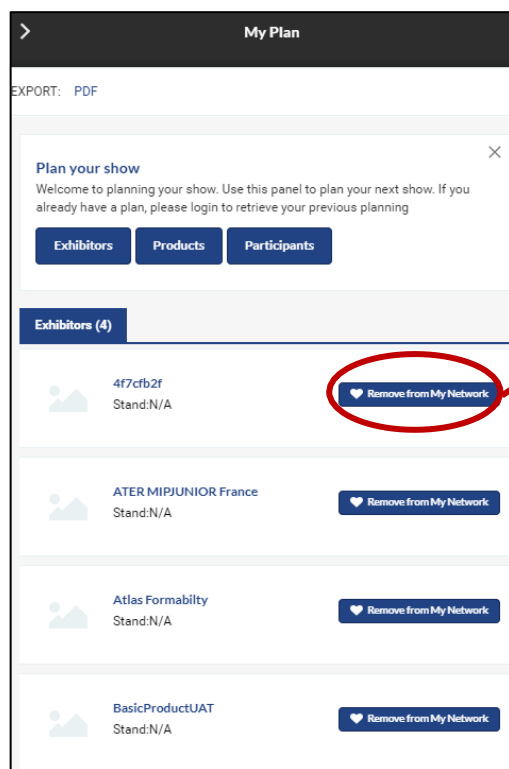 My Plan
EXPORT: PDF
Plan your show
Welcome to planning your show. Use this panel to plan your next show. If you
already have a plan, please login to retrieve your previous planning
Exhibitors Products Participants
Exhibitors (4)
4f7cfb2f
Stand:N/A
Remove from My Network
ATER MIPJUNIOR France
Stand:N/A
Remove from My Network
Atlas Formabilty
Stand:N/A
Remove from My Network
BasicProductUAT
Stand:N/A
Remove from My Network